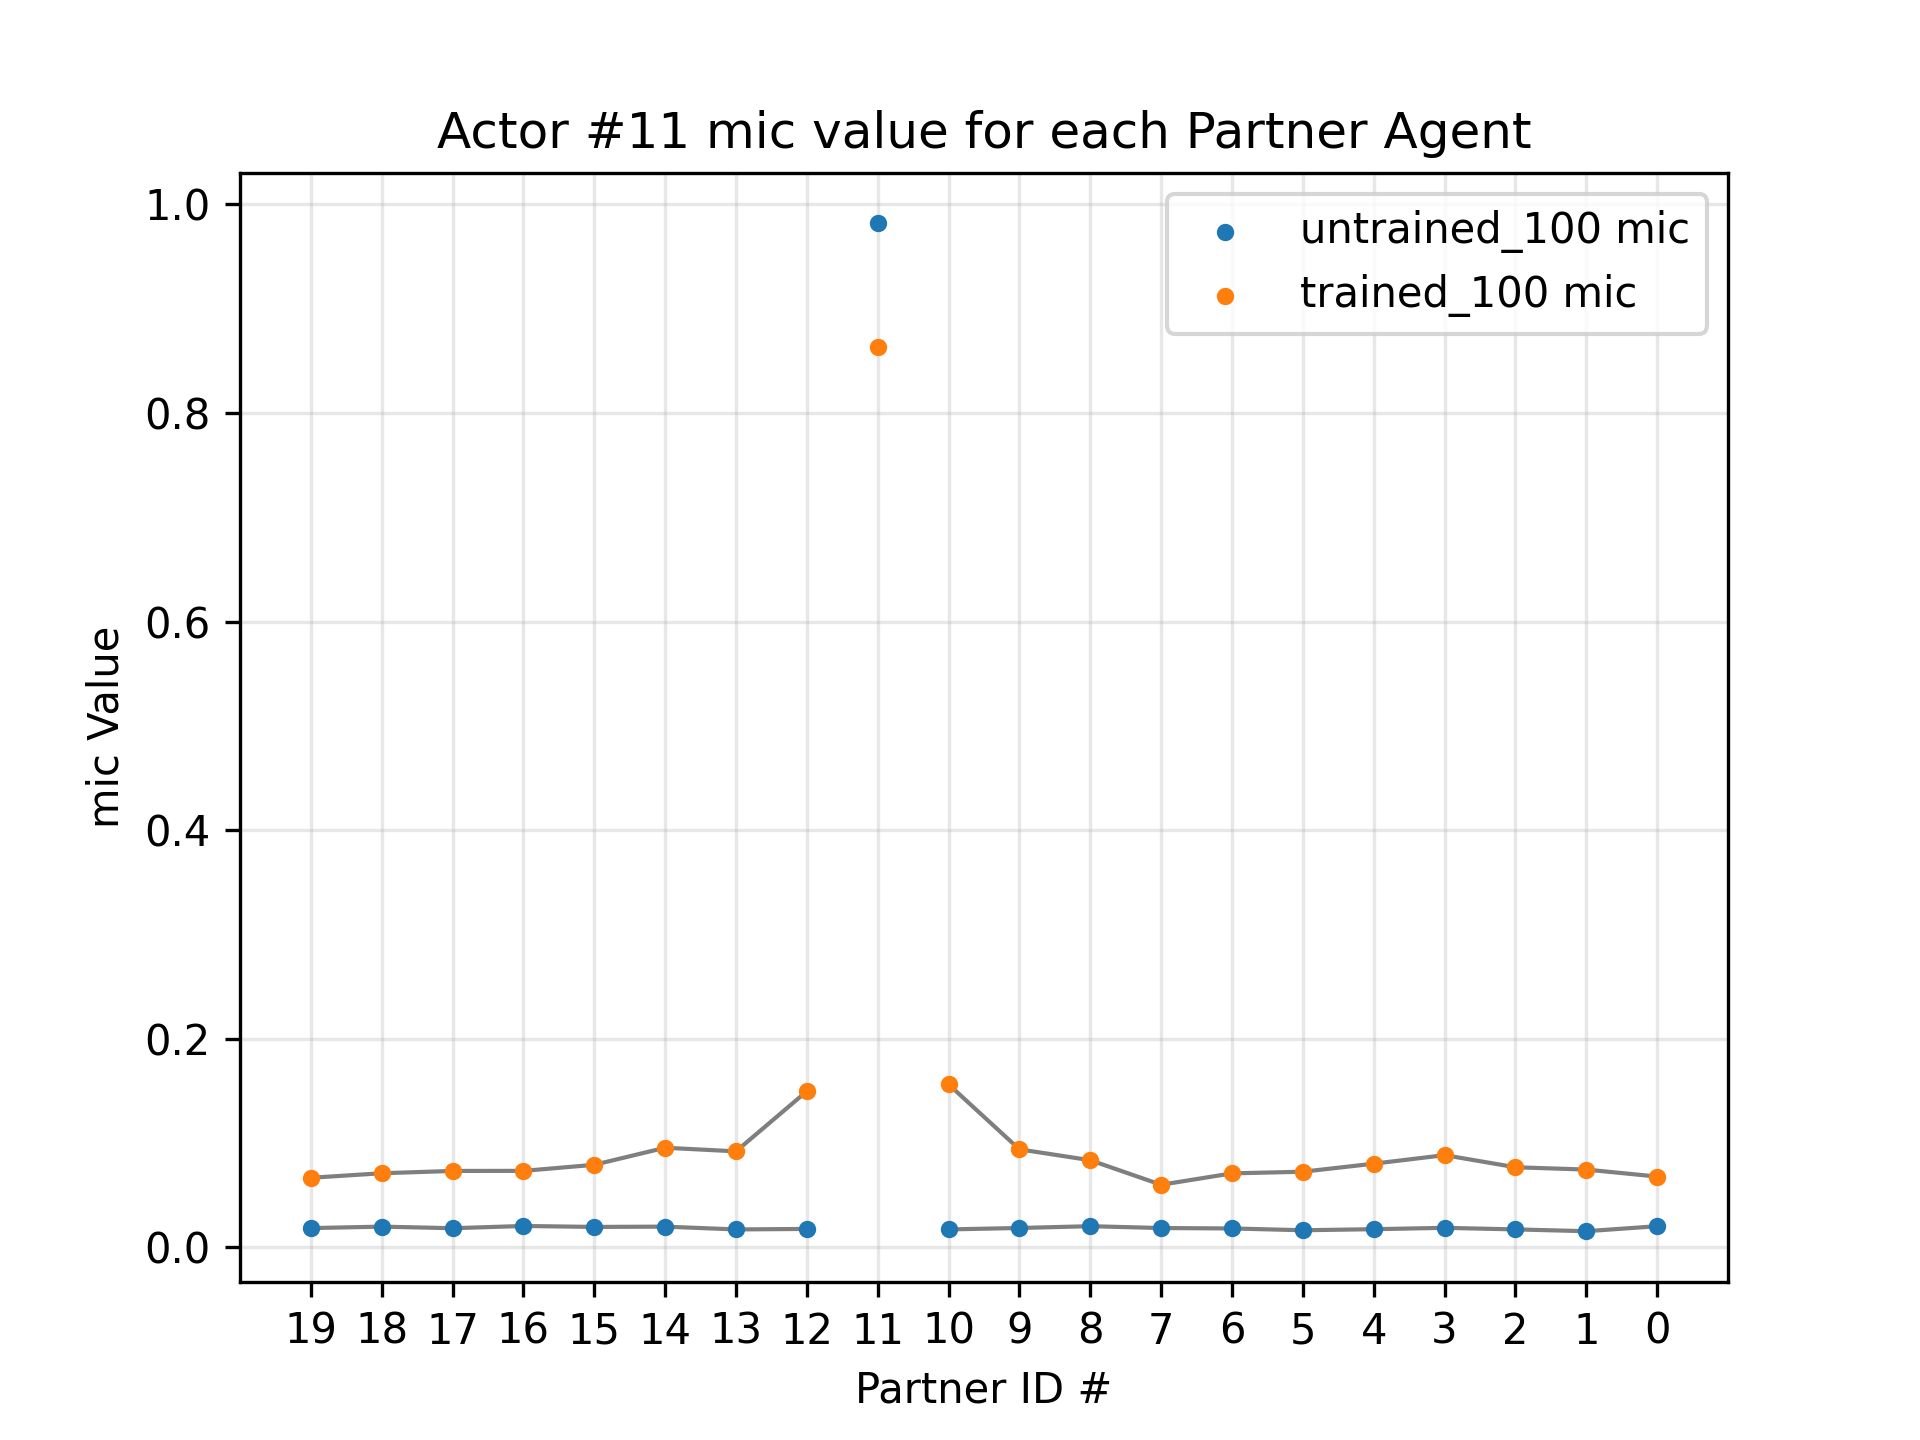 Actor #11 mic value for each Partner Agent
untrained_100 mic
trained_100 mic
1.0
0.8
0.6
0.4
0.2
0.0
mic Value
19 18 17 16 15 14 13 12 11 10 9 8 7 6 5 4 3 2 1 0
Partner ID #